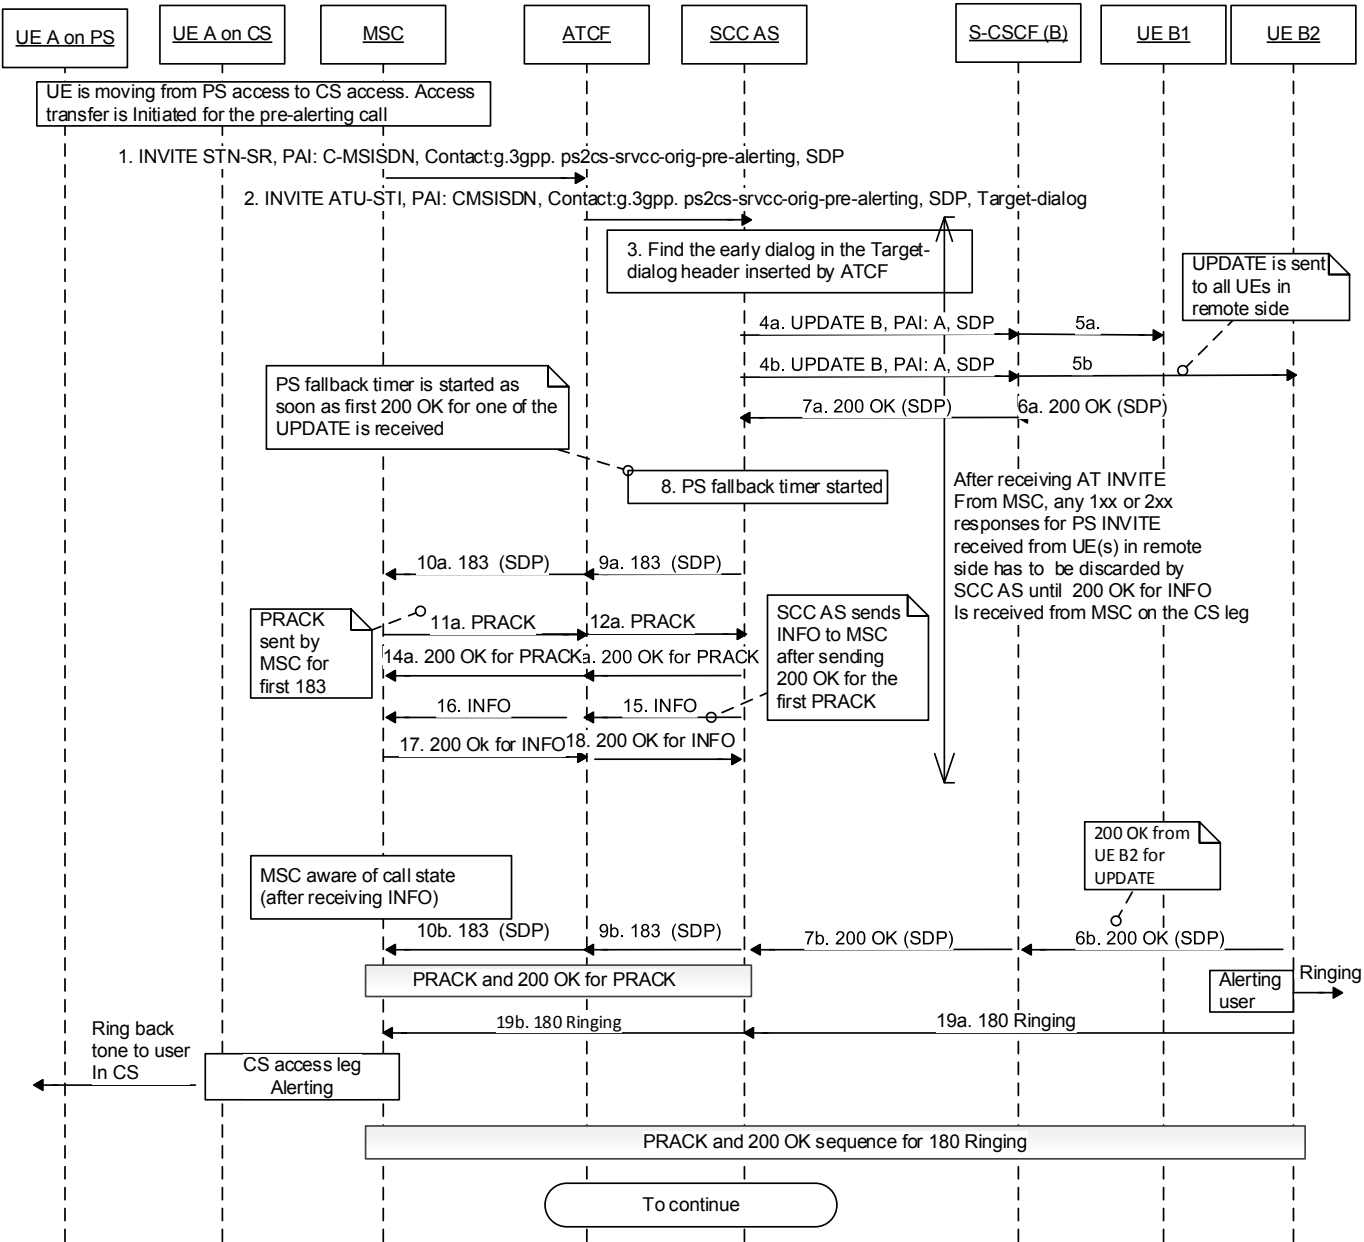 UE A on PS
UE A on CS
MSC
ATCF
SCC AS
S-CSCF (B)
UE B1
UE B2
UE is moving from PS access to CS access. Access
transfer is Initiated for the pre-alerting call
1. INVITE STN-SR, PAI: C-MSISDN, Contact:g.3gpp. ps2cs-srvcc-orig-pre-alerting, SDP
2. INVITE ATU-STI, PAI: CMSISDN, Contact:g.3gpp. ps2cs-srvcc-orig-pre-alerting, SDP, Target-dialog
3. Find the early dialog in the Target-
dialog header inserted by ATCF
UPDATE is sent
to all UEs in
remote side
4a. UPDATE B, PAI: A, SDP
5a.
4b. UPDATE B, PAI: A, SDP
5b
PS fallback timer is started as
soon as first 200 OK for one of the
UPDATE is received
7a. 200 OK (SDP)
6a. 200 OK (SDP)
8. PS fallback timer started
After receiving AT INVITE
From MSC, any 1xx or 2xx
responses for PS INVITE
received from UE(s) in remote
side has to be discarded by
SCC AS until 200 OK for INFO
Is received from MSC on the CS leg
10a. 183 (SDP)
9a. 183 (SDP)
PRACK
sent by
MSC for
first 183
11a. PRACK
12a. PRACK
SCC AS sends
INFO to MSC
after sending
200 OK for the
first PRACK
14a. 200 OK for PRACK
a. 200 OK for PRACK
16. INFO
15. INFO
17. 200 Ok for INFO
18. 200 OK for INFO
200 OK from
UE B2 for
UPDATE
MSC aware of call state
(after receiving INFO)
10b. 183 (SDP)
9b. 183 (SDP)
7b. 200 OK (SDP)
6b. 200 OK (SDP)
PRACK and 200 OK for PRACK
Alerting
user
Ringing
19b. 180 Ringing
19a. 180 Ringing
Ring back
tone to user
In CS
CS access leg
Alerting
PRACK and 200 OK sequence for 180 Ringing
To continue